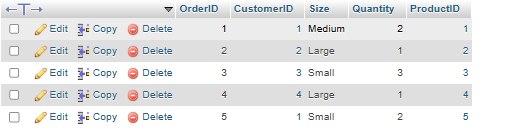 OrderID CustomerID Size Quantity ProductID
Edit Copy Delete 1 1 Medium 2 1
Edit Copy Delete 2 2 Large 1 2
Edit Copy Delete 3 3 Small 3 3
Edit Copy Delete 4 4 Large 1 4
Edit Copy Delete 5 1 Small 2 5